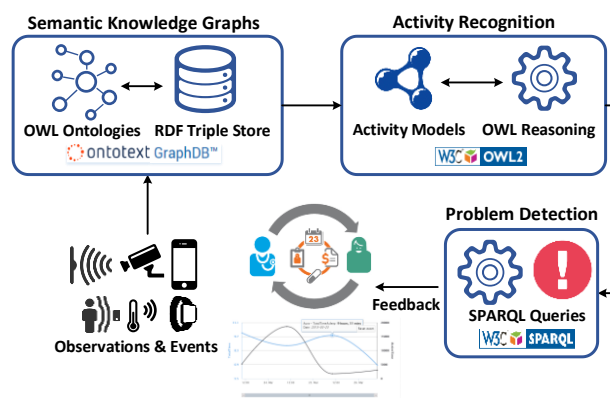 Semantic Knowledge Graphs
Activity Recognition
OWL Ontologies
RDF Triple Store
ontotext GraphDB™
Activity Models
OWL Reasoning
W3C OWL2
Problem Detection
23
$
SPARQL Queries
W3C SPARQL
Feedback
Observations & Events